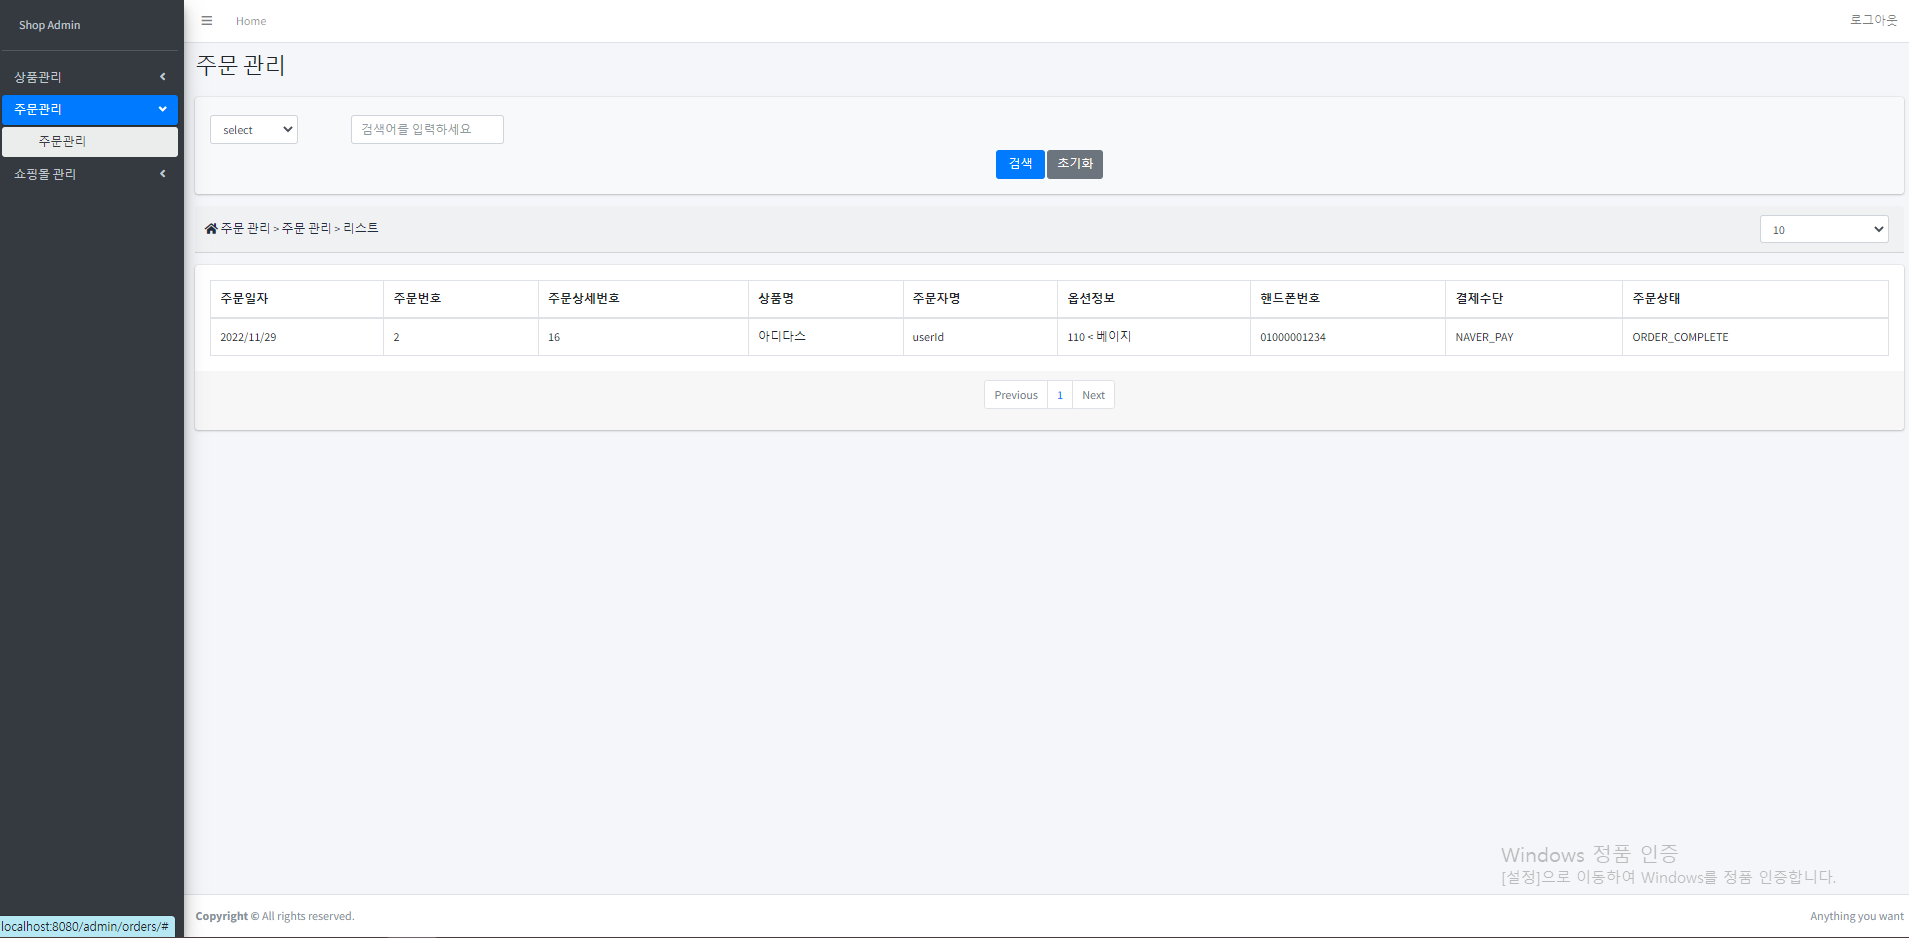 Shop Admin
Home
로그아웃
상품관리
주문관리
주문관리
쇼핑몰 관리
주문 관리
select
검색어를 입력하세요
검색
초기화
주문 관리 > 주문 관리 > 리스트
10
주문일자 주문번호 주문상세번호 상품명 주문자명 옵션정보 핸드폰번호 결제수단 주문상태
2022/11/29 2 16 아디다스 userId 110 < 베이지 01000001234 NAVER_PAY ORDER_COMPLETE
Previous 1 Next
Windows 정품 인증
[설정]으로 이동하여 Windows를 정품 인증합니다.
Copyright © All rights reserved.
Anything you want
localhost:8080/admin/orders/#